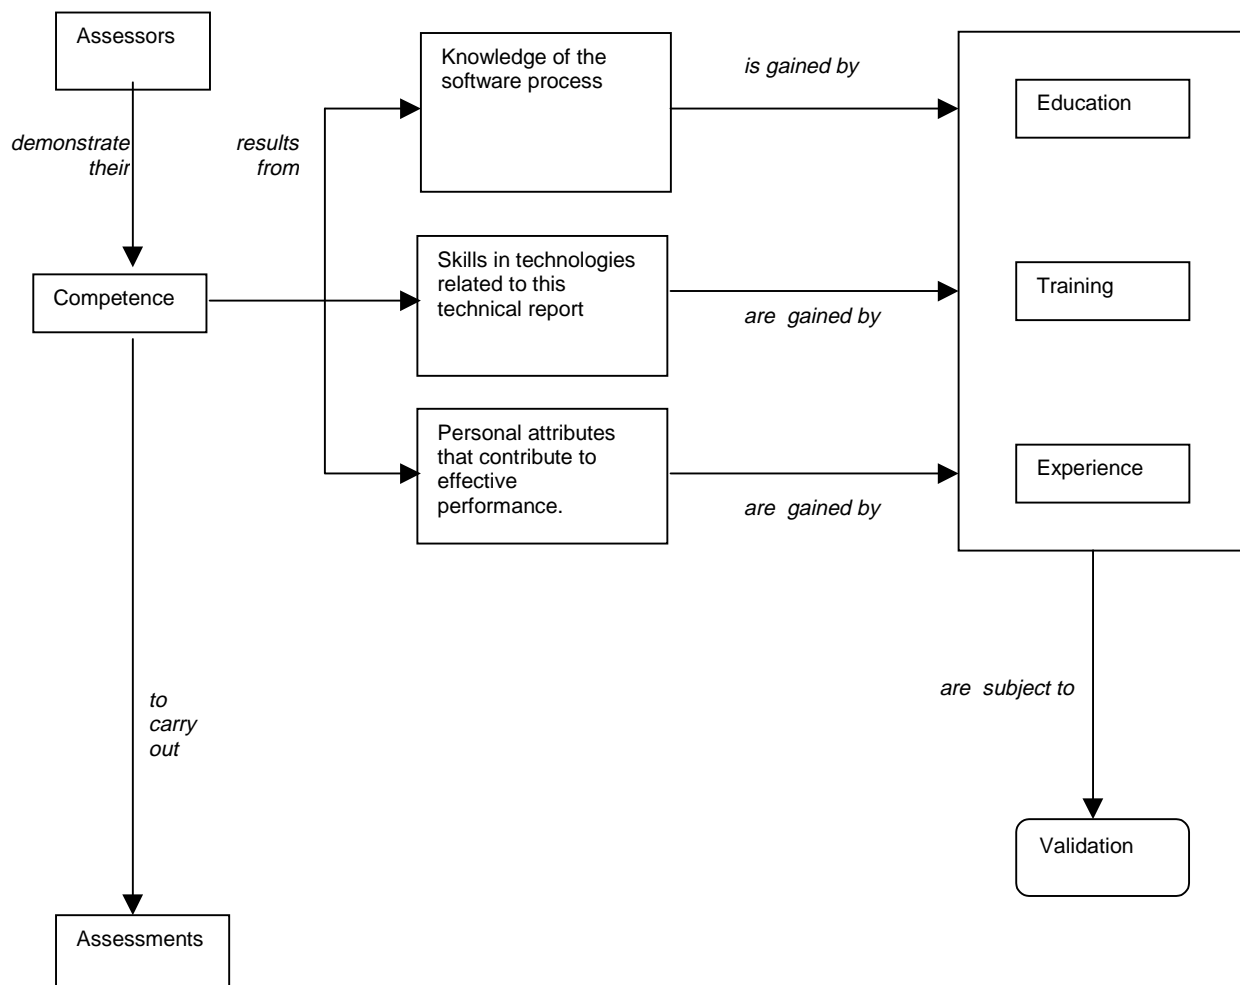 Assessors
demonstrate
their
Competence
results
from
Knowledge of the
software process
is gained by
Education
Skills in technologies
related to this
technical report
are gained by
Training
Personal attributes
that contribute to
effective
performance.
are gained by
Experience
to
carry
out
are subject to
Validation
Assessments